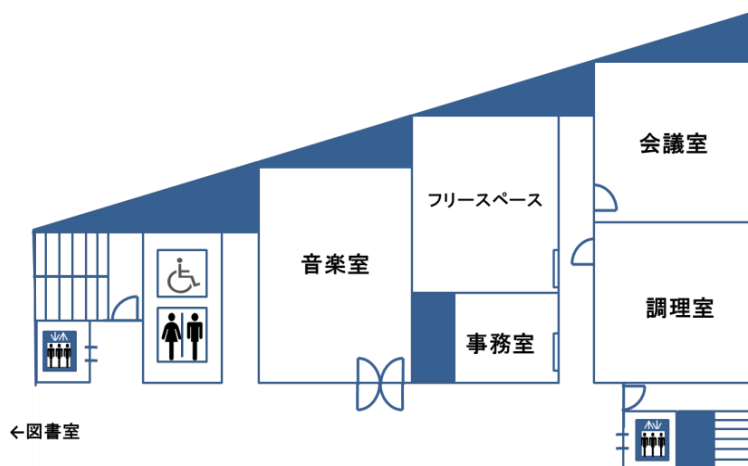 会議室
フリースペース
音楽室
調理室
事務室
←図書室